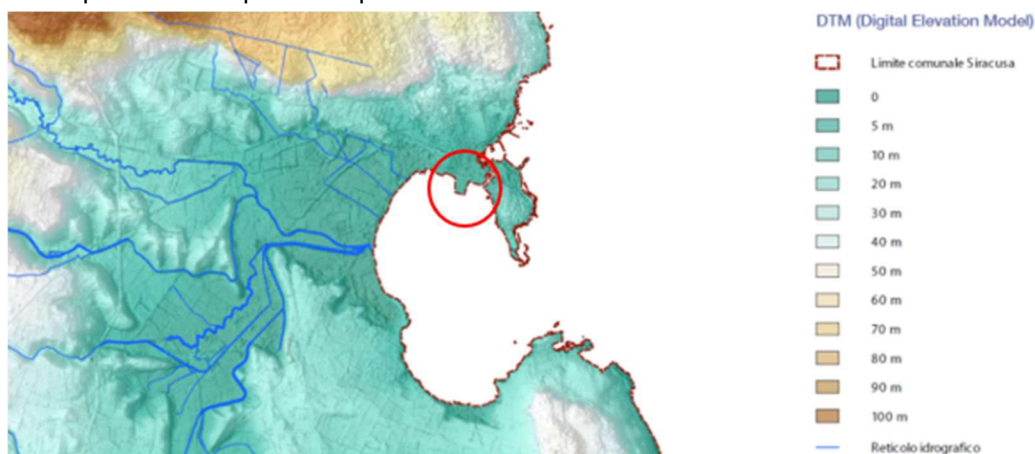 DTM (Digital Elevation Model)
Limite comunale Siracusa
0
5 m
10 m
20 m
30 m
40 m
50 m
60 m
70 m
80 m
90 m
100 m
Reticolo idrografico